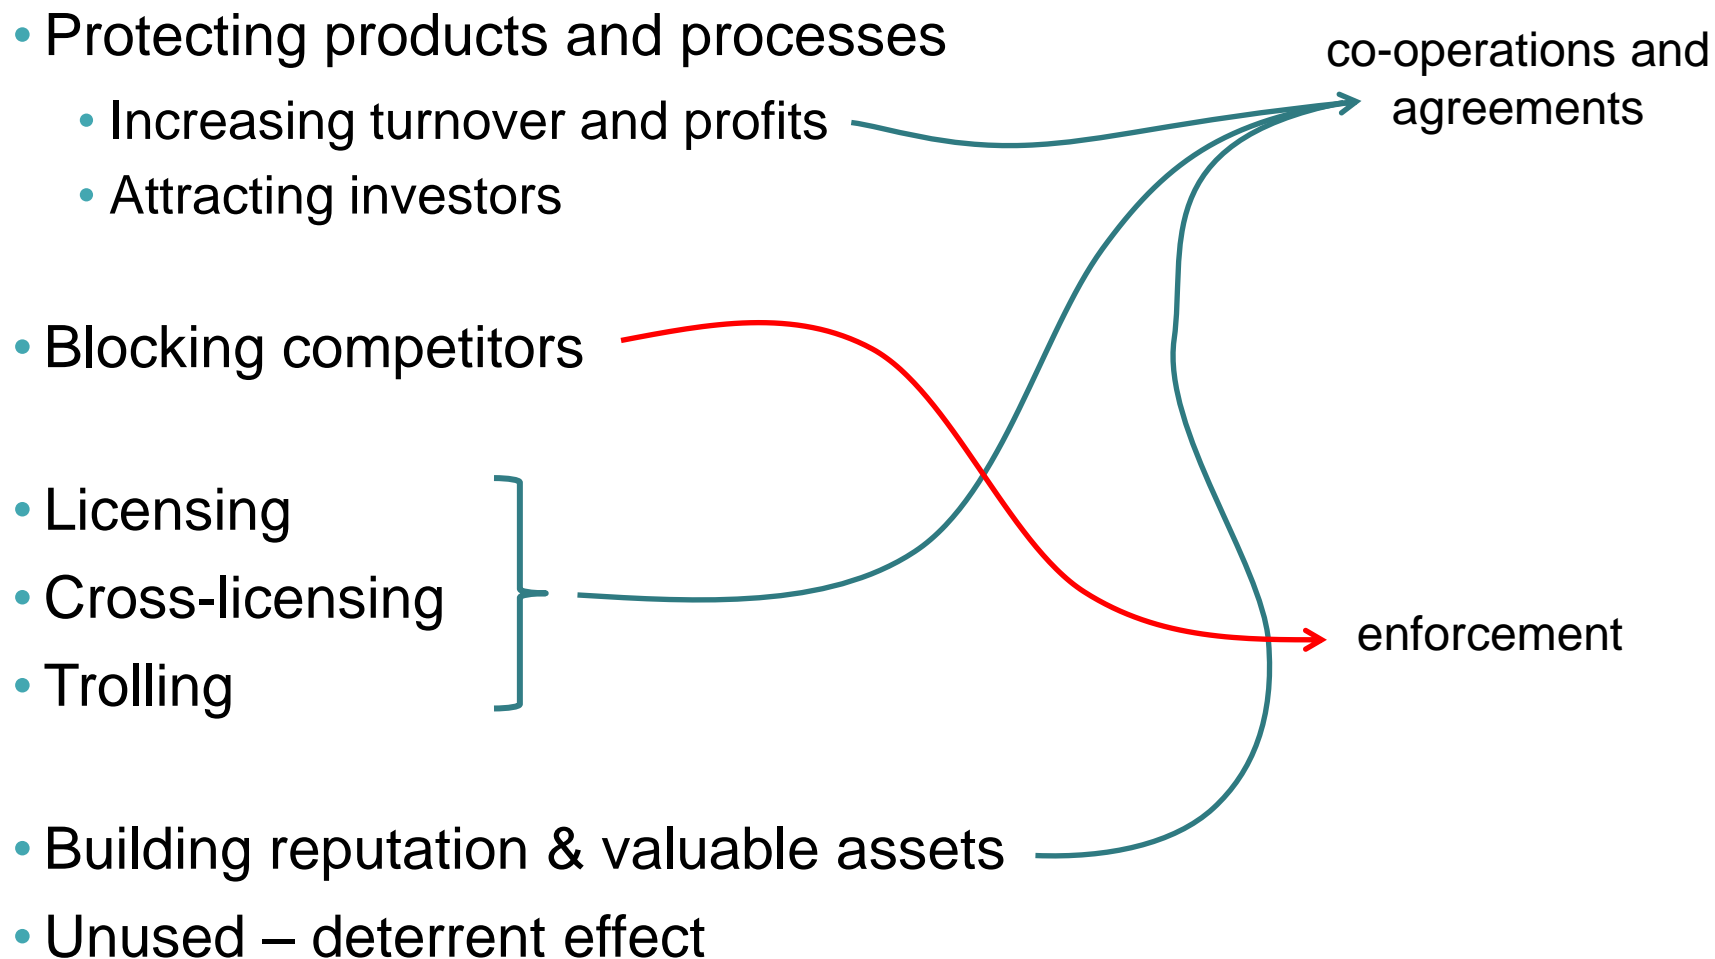 • Protecting products and processes
• Increasing turnover and profits
• Attracting investors
• Blocking competitors
• Licensing
• Cross-licensing
• Trolling
• Building reputation & valuable assets
• Unused – deterrent effect
co-operations and
agreements
enforcement